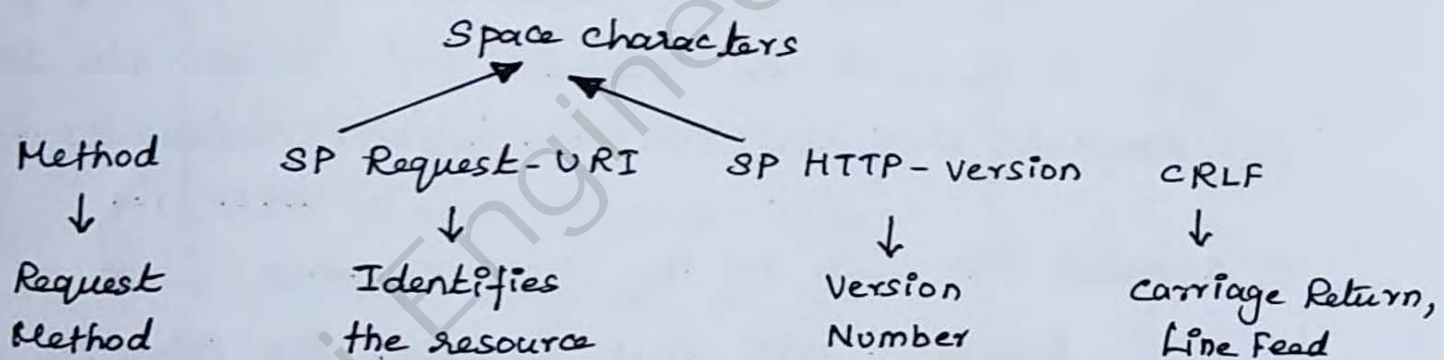 Space characters
Method SP Request-URI SP HTTP-Version CRLF
Request Identifies Version Carriage Return,
Method the resource Number Line Feed